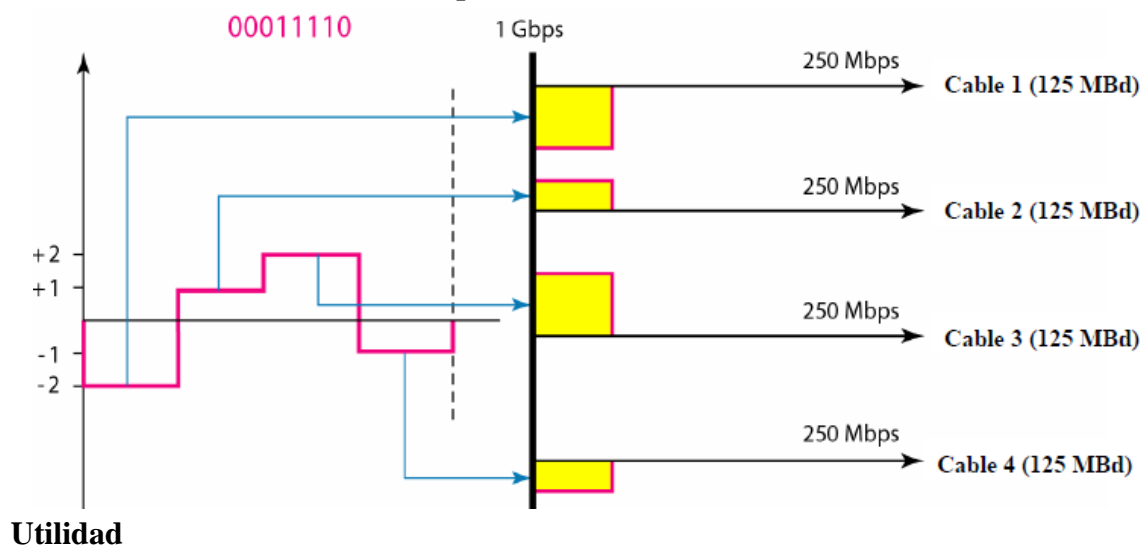 00011110
1 Gbps
250 Mbps
Cable 1 (125 MBd)
250 Mbps
Cable 2 (125 MBd)
+2
+1
250 Mbps
Cable 3 (125 MBd)
-1
-2
250 Mbps
Cable 4 (125 MBd)
Utilidad